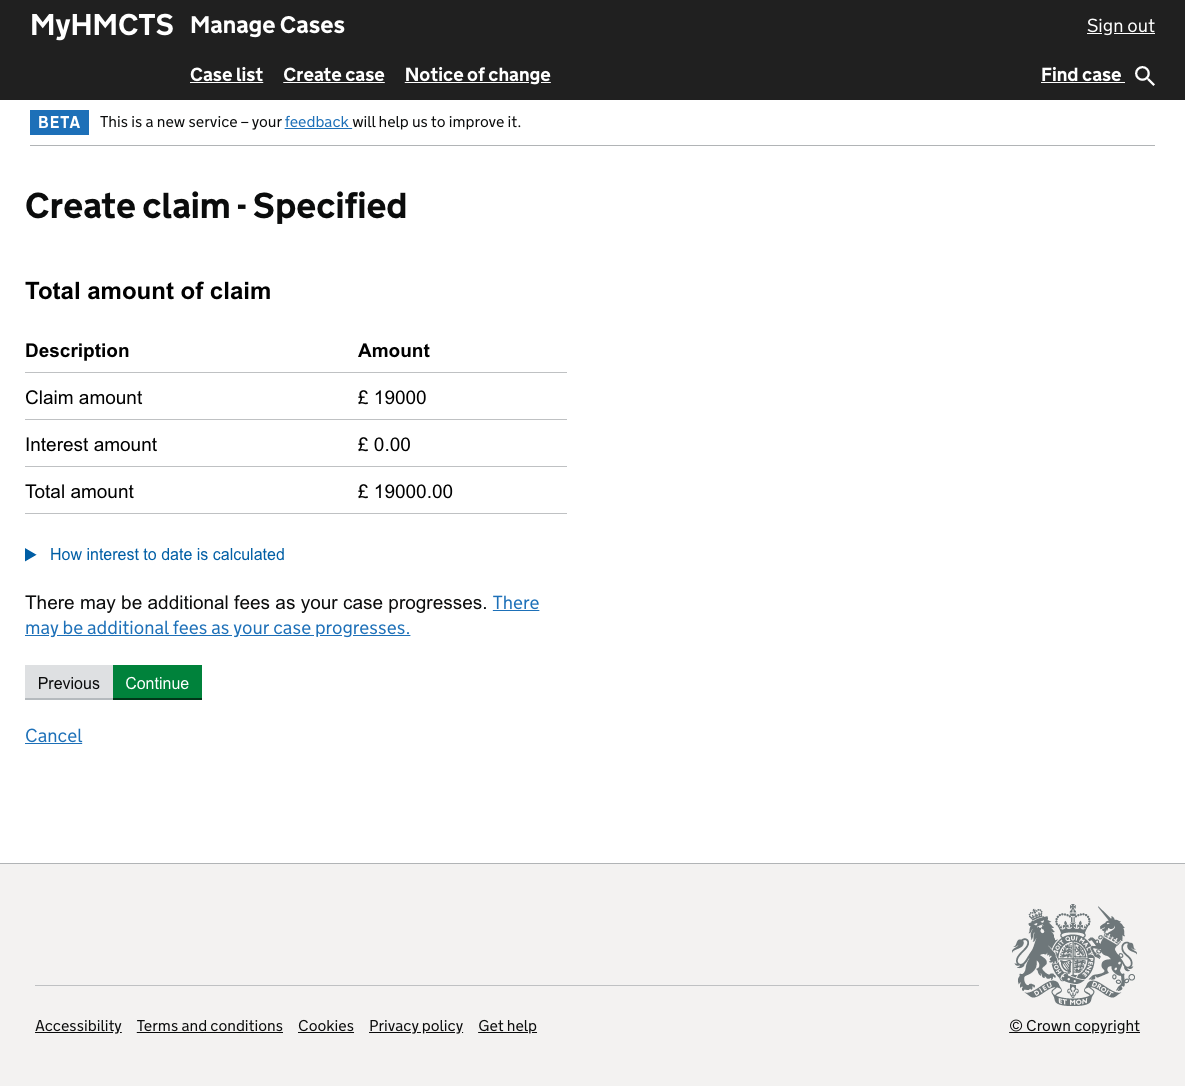 MyHMCTS Manage Cases Sign out
Case list Create case Notice of change Find case
BETA This is a new service – your feedback will help us to improve it.
Create claim - Specified
Total amount of claim
Description Amount
Claim amount £ 19000
Interest amount £ 0.00
Total amount £ 19000.00
How interest to date is calculated
There may be additional fees as your case progresses. There
may be additional fees as your case progresses.
Previous Continue
Cancel
DIEU ET MON DROIT
Accessibility Terms and conditions Cookies Privacy policy Get help © Crown copyright